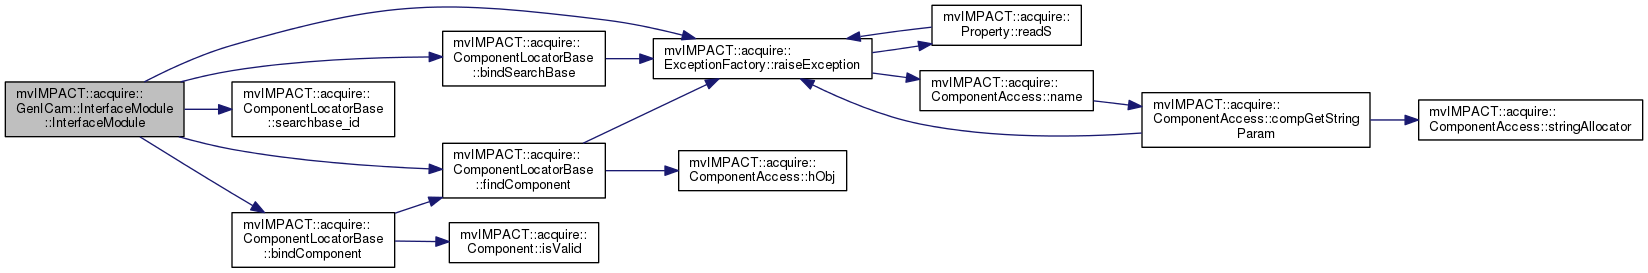 mvIMPACT::acquire::
GenICam::InterfaceModule
::InterfaceModule
mvIMPACT::acquire::
ComponentLocatorBase
::bindSearchBase
mvIMPACT::acquire::
ComponentLocatorBase
::searchbase_id
mvIMPACT::acquire::
ComponentLocatorBase
::findComponent
mvIMPACT::acquire::
ComponentLocatorBase
::bindComponent
mvIMPACT::acquire::
Component::isValid
mvIMPACT::acquire::
ExceptionFactory::raiseException
mvIMPACT::acquire::
ComponentAccess::hObj
mvIMPACT::acquire::
Property::readS
mvIMPACT::acquire::
ComponentAccess::name
mvIMPACT::acquire::
ComponentAccess::compGetString
Param
mvIMPACT::acquire::
ComponentAccess::stringAllocator